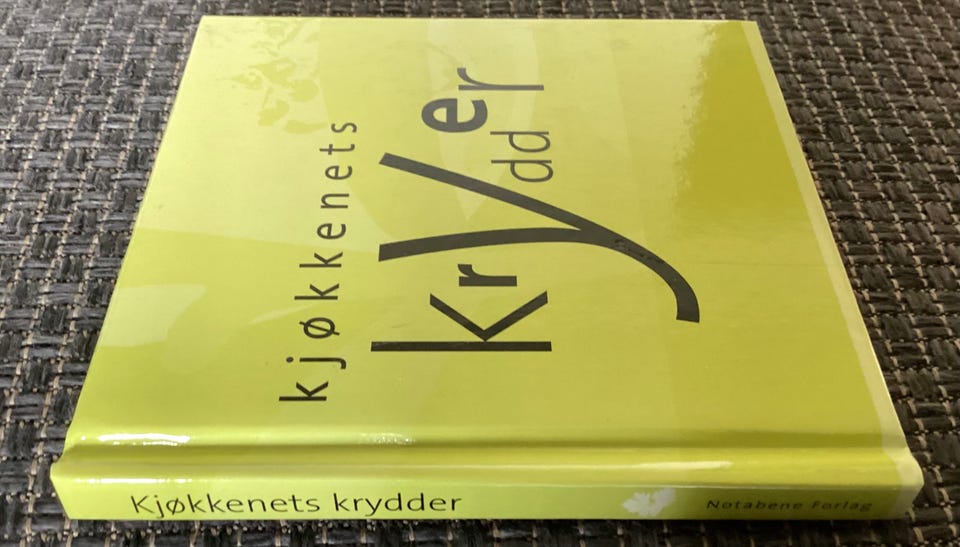 kjøkkenets
krydder
Kjøkkenets krydder
Notabene Forlag